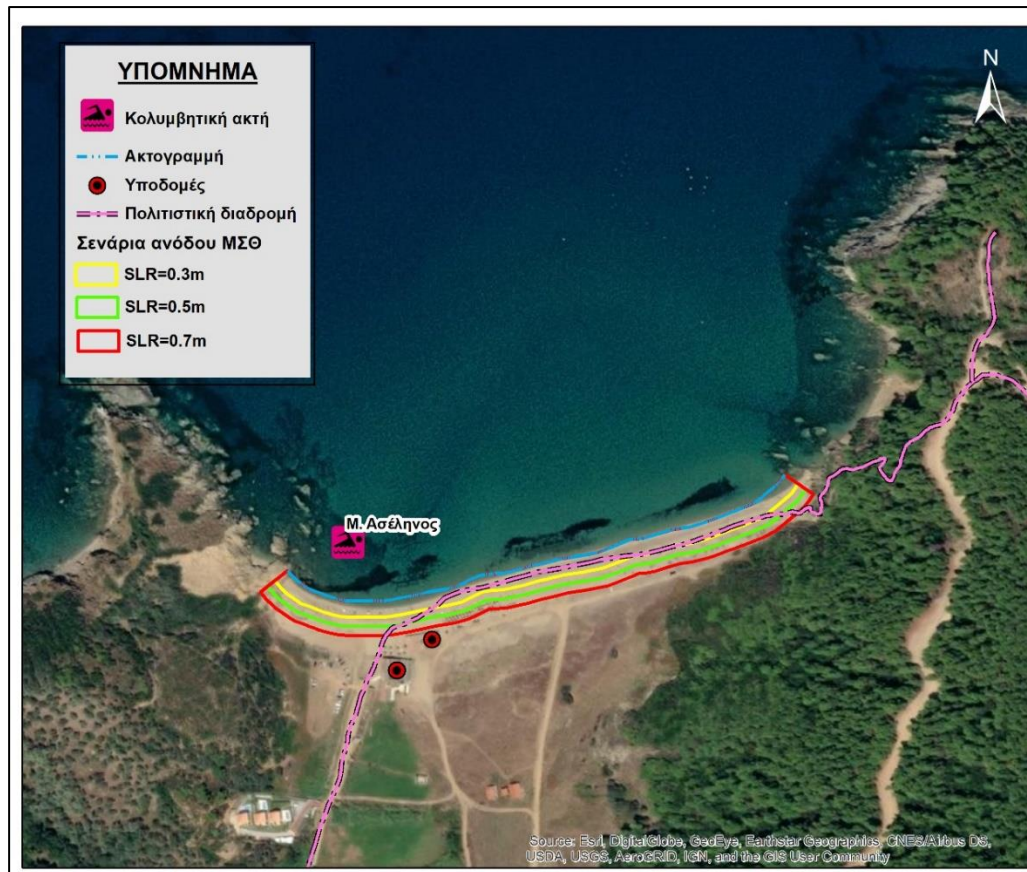 ΥΠΟΜΝΗΜΑ
Κολυμβητική ακτή
Ακτογραμμή
Υποδομές
Πολιτιστική διαδρομή
Σενάρια ανόδου ΜΣΘ
SLR=0.3m
SLR=0.5m
SLR=0.7m
N
Μ. Ασέληνος
Source: Esri, DigitalGlobe, GeoEye, Earthstar Geographics, CNES/Airbus DS,
USDA, USGS, AeroGRID, IGN, and the GIS User Community